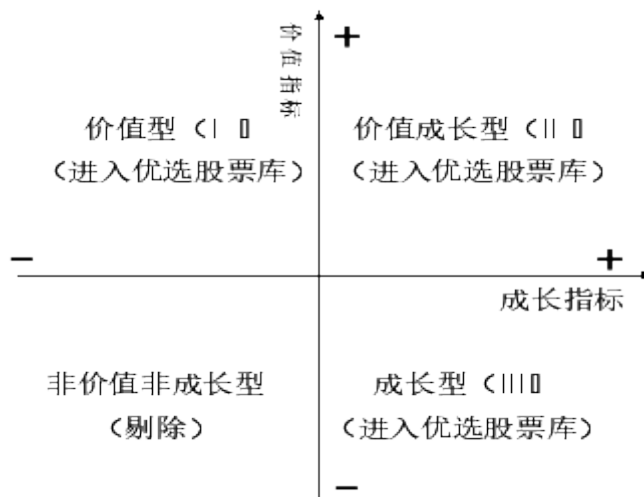 价值指标
+
价值型（I）
（进入优选股票库）
价值成长型（II）
（进入优选股票库）
−
+
成长指标
非价值非成长型
（剔除）
成长型（III）
（进入优选股票库）
−